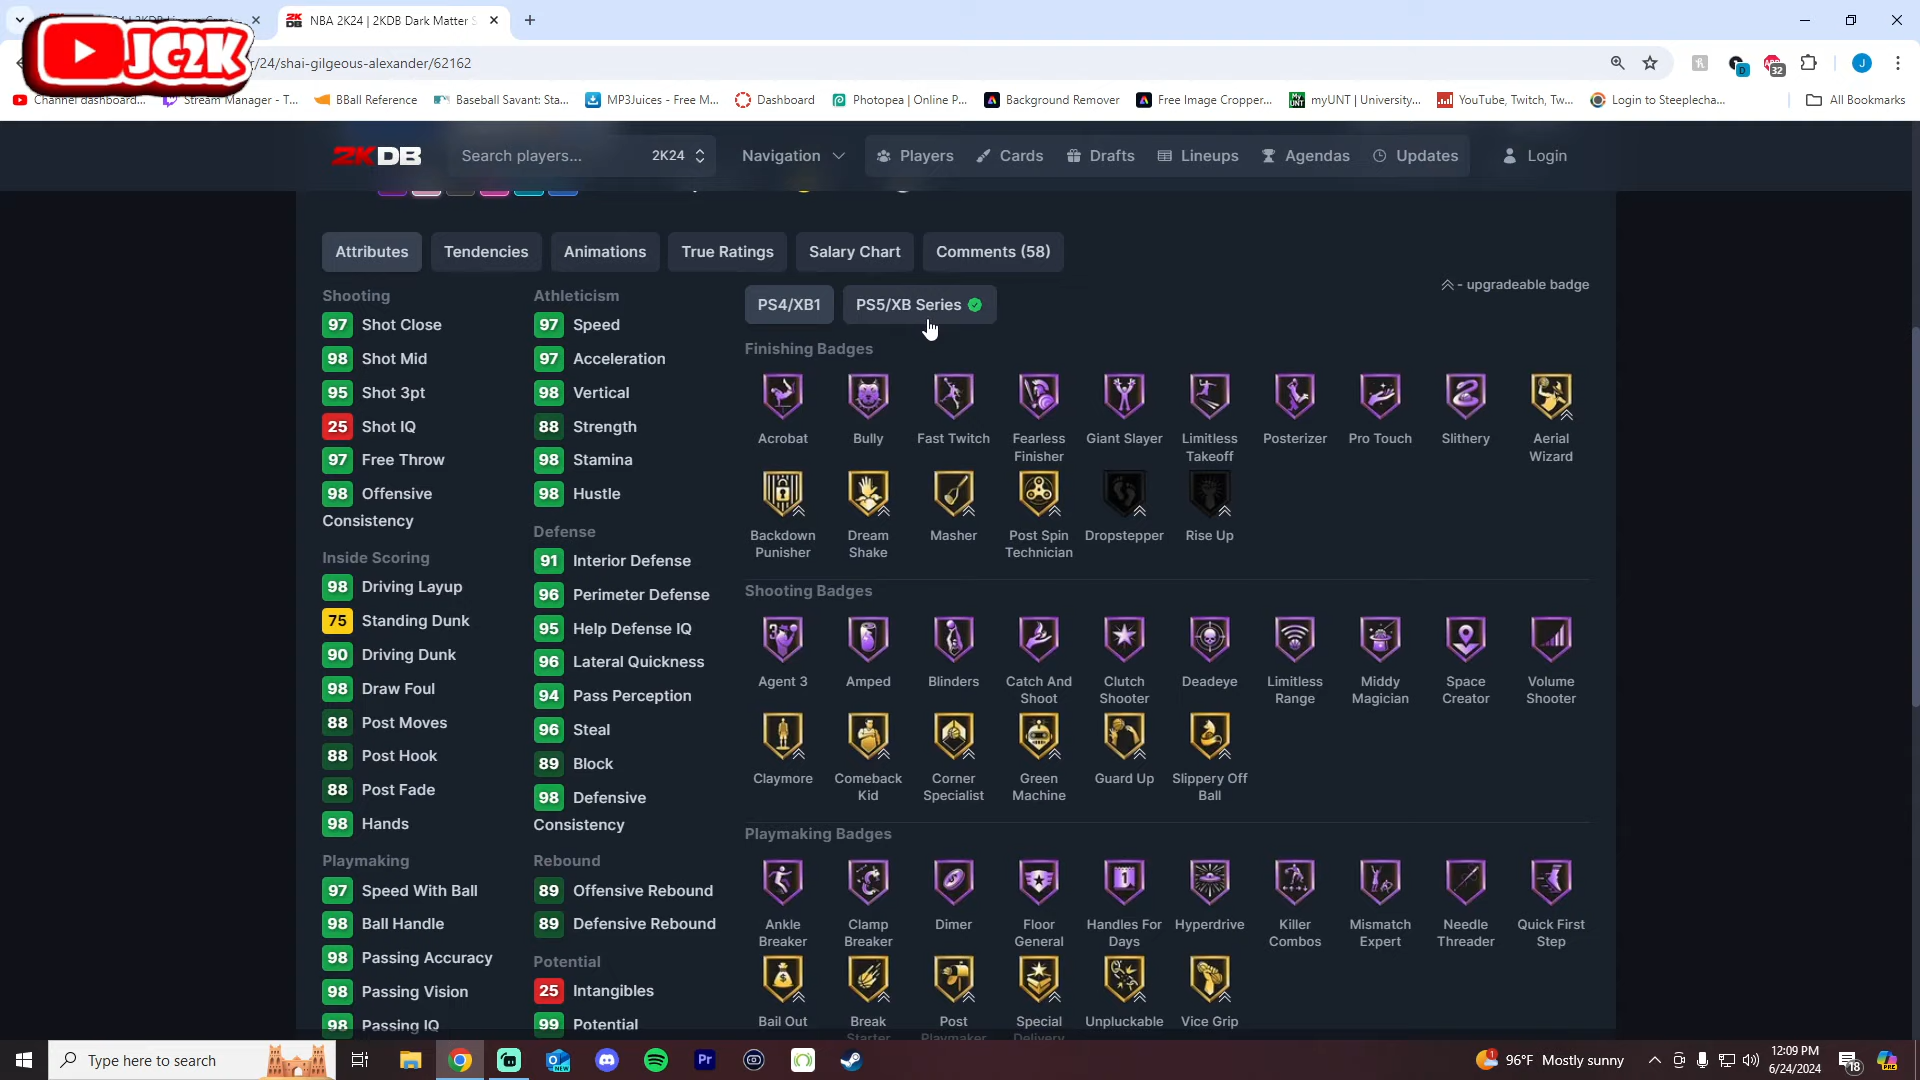 NBA 2K24 | 2KDB Dark Matter S
JC2K
/24/shai-gilgeous-alexander/62162
32
J
D
Channel dashboard...
Stream Manager - T...
BBall Reference
Baseball Savant: Sta...
MP3Juices - Free M...
Dashboard
Photopea | Online P...
Background Remover
Free Image Cropper...
myUNT | University...
YouTube, Twitch, Tw...
Login to Steeplecha...
All Bookmarks
2KDB
Search players...
2K24
Navigation
Players
Cards
Drafts
Lineups
Agendas
Updates
Login
Attributes
Tendencies
Animations
True Ratings
Salary Chart
Comments (58)
Shooting
97 Shot Close
98 Shot Mid
95 Shot 3pt
25 Shot IQ
97 Free Throw
98 Offensive
Consistency
Inside Scoring
98 Driving Layup
75 Standing Dunk
90 Driving Dunk
98 Draw Foul
88 Post Moves
88 Post Hook
88 Post Fade
98 Hands
Playmaking
97 Speed With Ball
98 Ball Handle
98 Passing Accuracy
98 Passing Vision
98 Passing IQ
Athleticism
97 Speed
97 Acceleration
98 Vertical
88 Strength
98 Stamina
98 Hustle
Defense
91 Interior Defense
96 Perimeter Defense
95 Help Defense IQ
96 Lateral Quickness
94 Pass Perception
96 Steal
89 Block
98 Defensive
Consistency
Rebound
89 Offensive Rebound
89 Defensive Rebound
Potential
25 Intangibles
99 Potential
PS4/XB1
PS5/XB Series
- upgradeable badge
Finishing Badges
Acrobat
Bully
Fast Twitch
Fearless
Finisher
Giant Slayer
Limitless
Takeoff
Posterizer
Pro Touch
Slithery
Aerial
Wizard
Backdown
Punisher
Dream
Shake
Masher
Post Spin
Technician
Dropstepper
Rise Up
Shooting Badges
Agent 3
Amped
Blinders
Catch And
Shoot
Clutch
Shooter
Deadeye
Limitless
Range
Middy
Magician
Space
Creator
Volume
Shooter
Claymore
Comeback
Kid
Corner
Specialist
Green
Machine
Guard Up
Slippery Off
Ball
Playmaking Badges
Ankle
Breaker
Clamp
Breaker
Dimer
Floor
General
Handles For
Days
Hyperdrive
Killer
Combos
Mismatch
Expert
Needle
Threader
Quick First
Step
Bail Out
Break
Starter
Post
Playmaker
Special
Delivery
Unpluckable
Vice Grip
Type here to search
96°F Mostly sunny
12:09 PM
6/24/2024
18